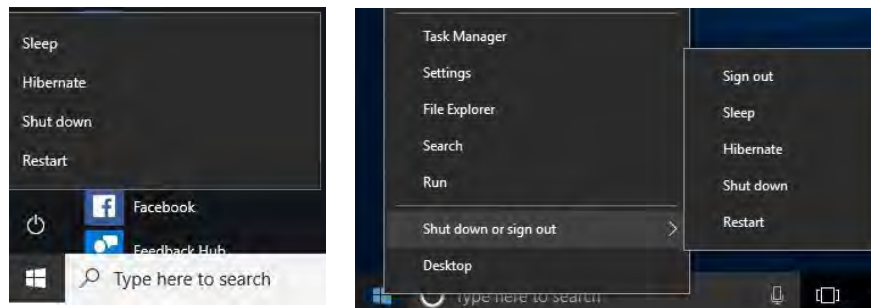 Sleep
Hibernate
Shut down
Restart
Facebook
Feedback Hub
Type here to search
Task Manager
Settings
File Explorer
Search
Run
Shut down or sign out
Desktop
Type here to search
Sign out
Sleep
Hibernate
Shut down
Restart